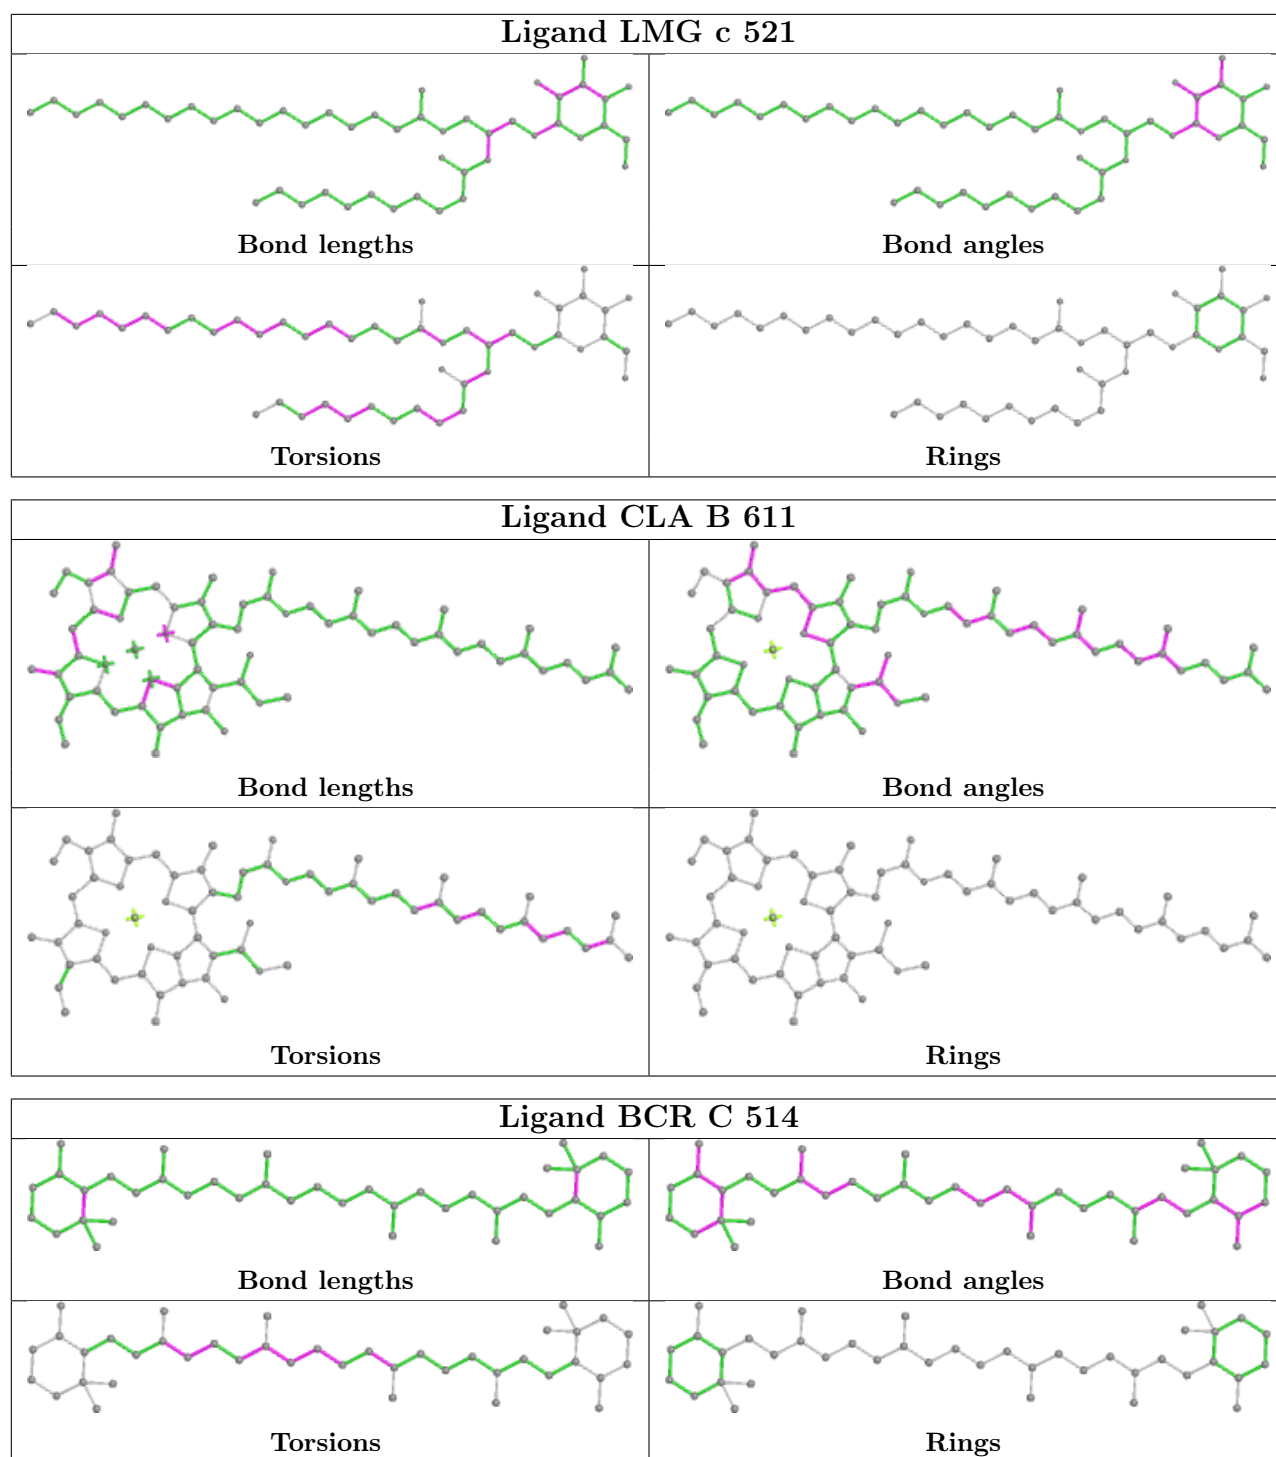 Ligand LMG c 521
Bond lengths
Bond angles
Torsions
Rings
Ligand CLA B 611
Bond lengths
Bond angles
Torsions
Rings
Ligand BCR C 514
Bond lengths
Bond angles
Torsions
Rings